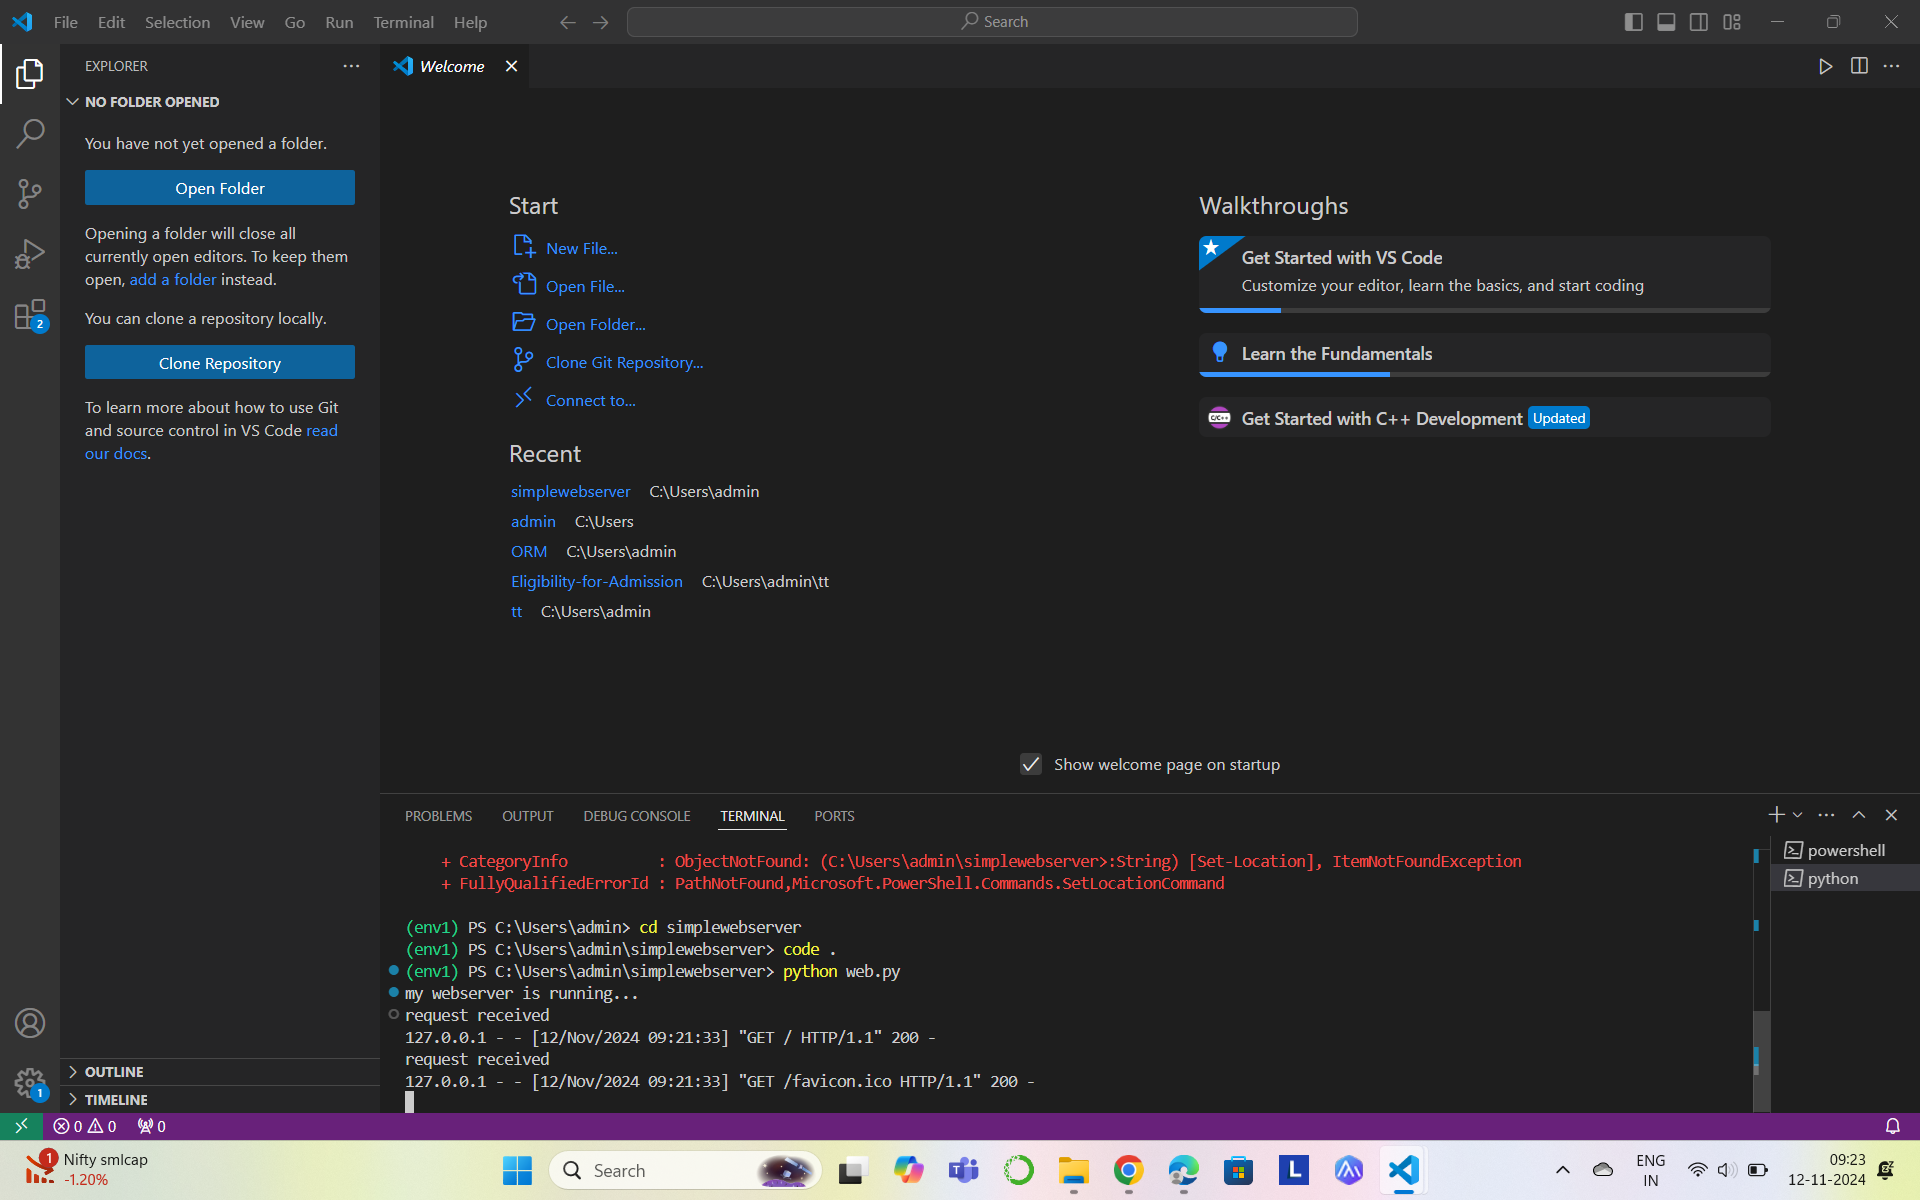 File Edit Selection View Go Run Terminal Help
Search
EXPLORER
NO FOLDER OPENED
You have not yet opened a folder.
Open Folder
Opening a folder will close all
currently open editors. To keep them
open, add a folder instead.
You can clone a repository locally.
Clone Repository
To learn more about how to use Git
and source control in VS Code read
our docs.
2
OUTLINE
TIMELINE
1
Welcome
Start
New File...
Open File...
Open Folder...
Clone Git Repository...
Connect to...
Recent
simplewebserver C:\Users\admin
admin C:\Users
ORM C:\Users\admin
Eligibility-for-Admission C:\Users\admin\tt
tt C:\Users\admin
Walkthroughs
Get Started with VS Code
Customize your editor, learn the basics, and start coding
Learn the Fundamentals
C/C++
Get Started with C++ Development Updated
Show welcome page on startup
PROBLEMS OUTPUT DEBUG CONSOLE TERMINAL PORTS
+ CategoryInfo : ObjectNotFound: (C:\Users\admin\simplewebserver>:String) [Set-Location], ItemNotFoundException
+ FullyQualifiedErrorId : PathNotFound,Microsoft.PowerShell.Commands.SetLocationCommand
(env1) PS C:\Users\admin> cd simplewebserver
(env1) PS C:\Users\admin\simplewebserver> code .
(env1) PS C:\Users\admin\simplewebserver> python web.py
my webserver is running...
request received
127.0.0.1 - - [12/Nov/2024 09:21:33] "GET / HTTP/1.1" 200 -
request received
127.0.0.1 - - [12/Nov/2024 09:21:33] "GET /favicon.ico HTTP/1.1" 200 -
powershell
python
0 0 0
1
Nifty smlcap
-1.20%
Search
L
ENG
IN
09:23
12-11-2024